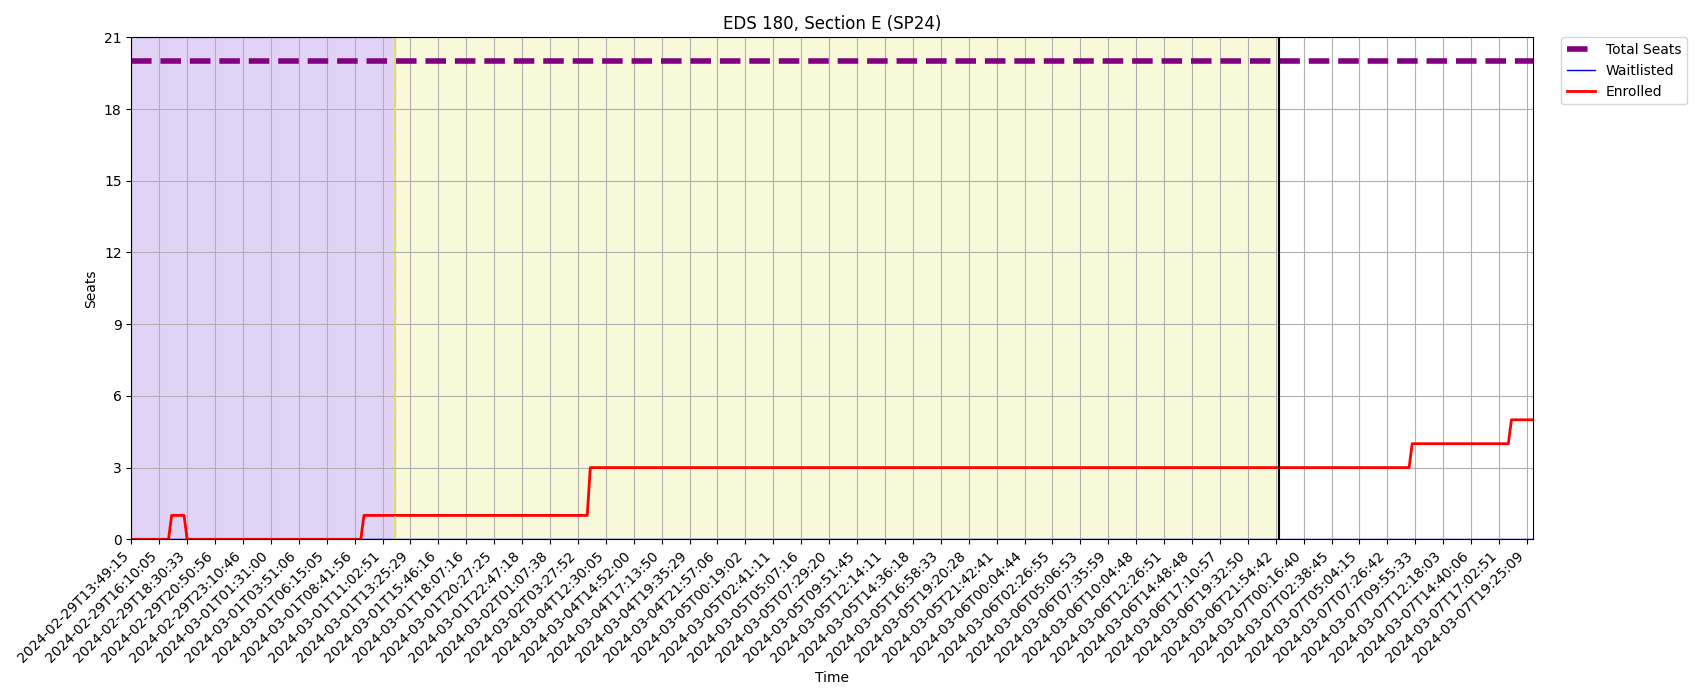 EDS 180, Section E (SP24)
Total Seats
Waitlisted
Enrolled
Seats
21
18
15
12
9
6
3
0
2024-02-29T13:49:15
2024-02-29T16:10:05
2024-02-29T18:30:33
2024-02-29T20:50:56
2024-02-29T23:10:46
2024-03-01T01:31:00
2024-03-01T03:51:06
2024-03-01T06:15:05
2024-03-01T08:41:56
2024-03-01T11:02:51
2024-03-01T13:25:29
2024-03-01T15:46:16
2024-03-01T18:07:16
2024-03-01T20:27:25
2024-03-01T22:47:18
2024-03-02T01:07:38
2024-03-02T03:27:52
2024-03-04T12:30:05
2024-03-04T14:52:00
2024-03-04T17:13:50
2024-03-04T19:35:29
2024-03-04T21:57:06
2024-03-05T00:19:02
2024-03-05T02:41:11
2024-03-05T05:07:16
2024-03-05T07:29:20
2024-03-05T09:51:45
2024-03-05T12:14:11
2024-03-05T14:36:18
2024-03-05T16:58:33
2024-03-05T19:20:28
2024-03-05T21:42:41
2024-03-06T00:04:44
2024-03-06T02:26:55
2024-03-06T05:06:53
2024-03-06T07:35:59
2024-03-06T10:04:48
2024-03-06T12:26:51
2024-03-06T14:48:48
2024-03-06T17:10:57
2024-03-06T19:32:50
2024-03-06T21:54:42
2024-03-07T00:16:40
2024-03-07T02:38:45
2024-03-07T05:04:15
2024-03-07T07:26:42
2024-03-07T09:55:33
2024-03-07T12:18:03
2024-03-07T14:40:06
2024-03-07T17:02:51
2024-03-07T19:25:09
Time